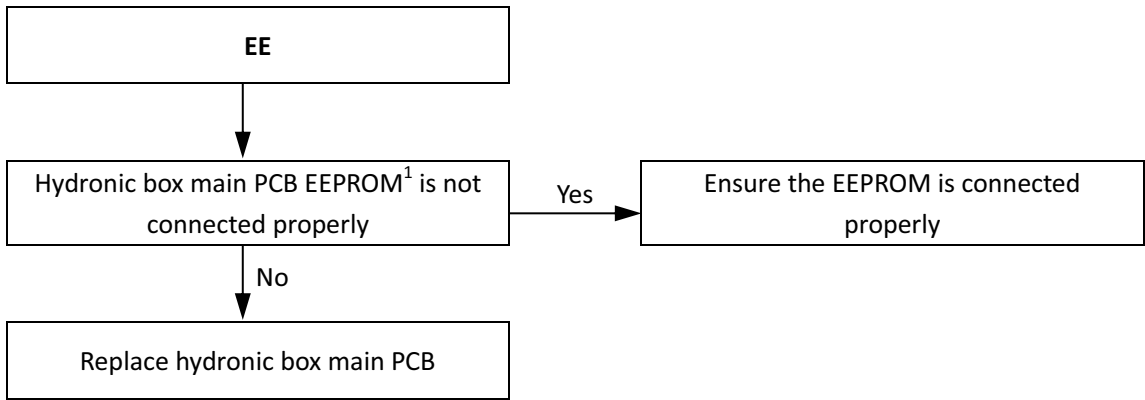 EE
Hydronic box main PCB EEPROM¹ is not
connected properly
Yes
Ensure the EEPROM is connected
properly
No
Replace hydronic box main PCB